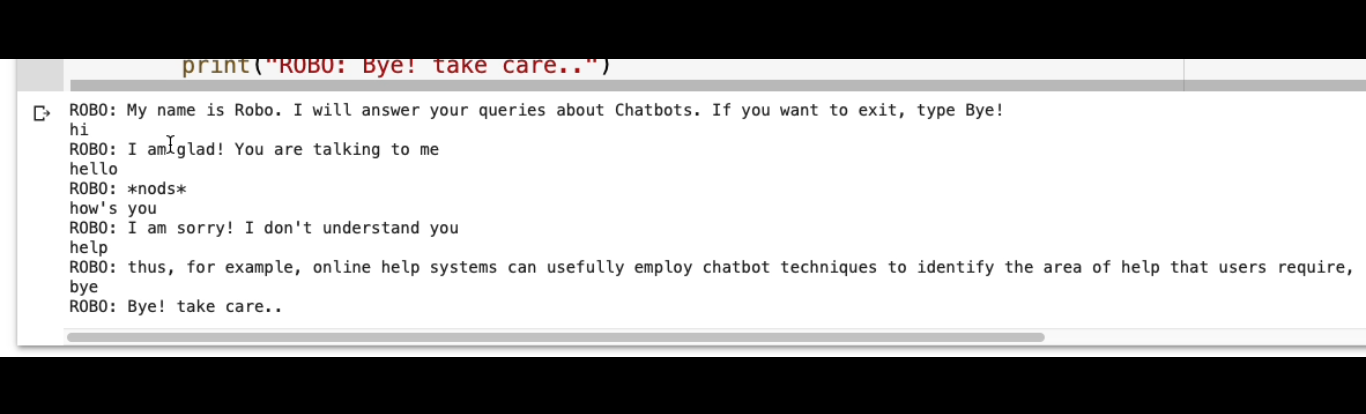 print("ROBO: Bye! take care..")
ROBO: My name is Robo. I will answer your queries about Chatbots. If you want to exit, type Bye!
hi
ROBO: I am glad! You are talking to me
hello
ROBO: *nods*
how's you
ROBO: I am sorry! I don't understand you
help
ROBO: thus, for example, online help systems can usefully employ chatbot techniques to identify the area of help that users require,
bye
ROBO: Bye! take care..